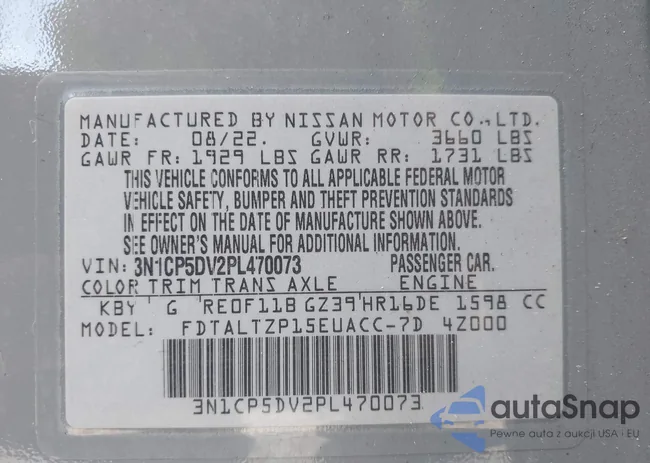 MANUFACTURED BY NISSAN MOTOR CO.,LTD.
DATE: 08/22. GVWR: 3660 LBS
GAWR FR: 1929 LBS GAWR RR: 1731 LBS
THIS VEHICLE CONFORMS TO ALL APPLICABLE FEDERAL MOTOR
VEHICLE SAFETY, BUMPER AND THEFT PREVENTION STANDARDS
IN EFFECT ON THE DATE OF MANUFACTURE SHOWN ABOVE.
SEE OWNER'S MANUAL FOR ADDITIONAL INFORMATION.
VIN: 3N1CP5DV2PL470073 PASSENGER CAR.
COLOR TRIM TRANS AXLE ENGINE
KBY G RE0F11B GZ39 HR16DE 1598 CC
MODEL: FDTALTZP15EUACC-7D 4Z000
3N1CP5DV2PL470073
autaSnap
Pewne auta z aukcji USA i EU